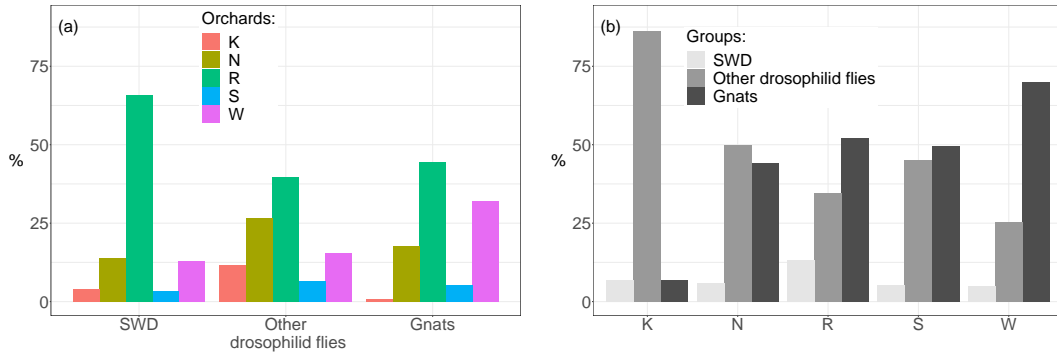 (a)
Orchards:
K
N
R
S
W
75
50
%
25
0
SWD
Other
drosophilid flies
Gnats
(b)
Groups:
SWD
Other drosophilid flies
Gnats
75
50
%
25
0
K
N
R
S
W